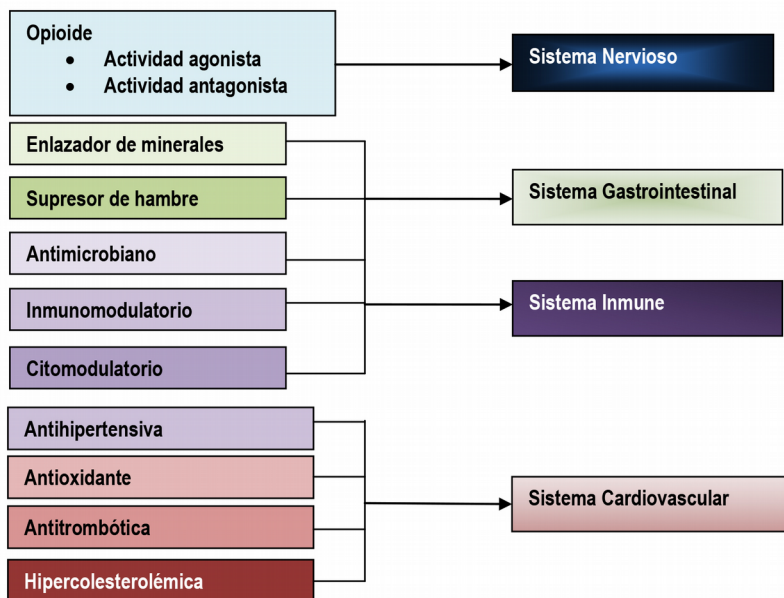 Opioide
• Actividad agonista
• Actividad antagonista
Sistema Nervioso
Enlazador de minerales
Supresor de hambre
Sistema Gastrointestinal
Antimicrobiano
Inmunomodulatorio
Sistema Inmune
Citomodulatorio
Antihipertensiva
Antioxidante
Sistema Cardiovascular
Antitrombótica
Hipercolesterolémica